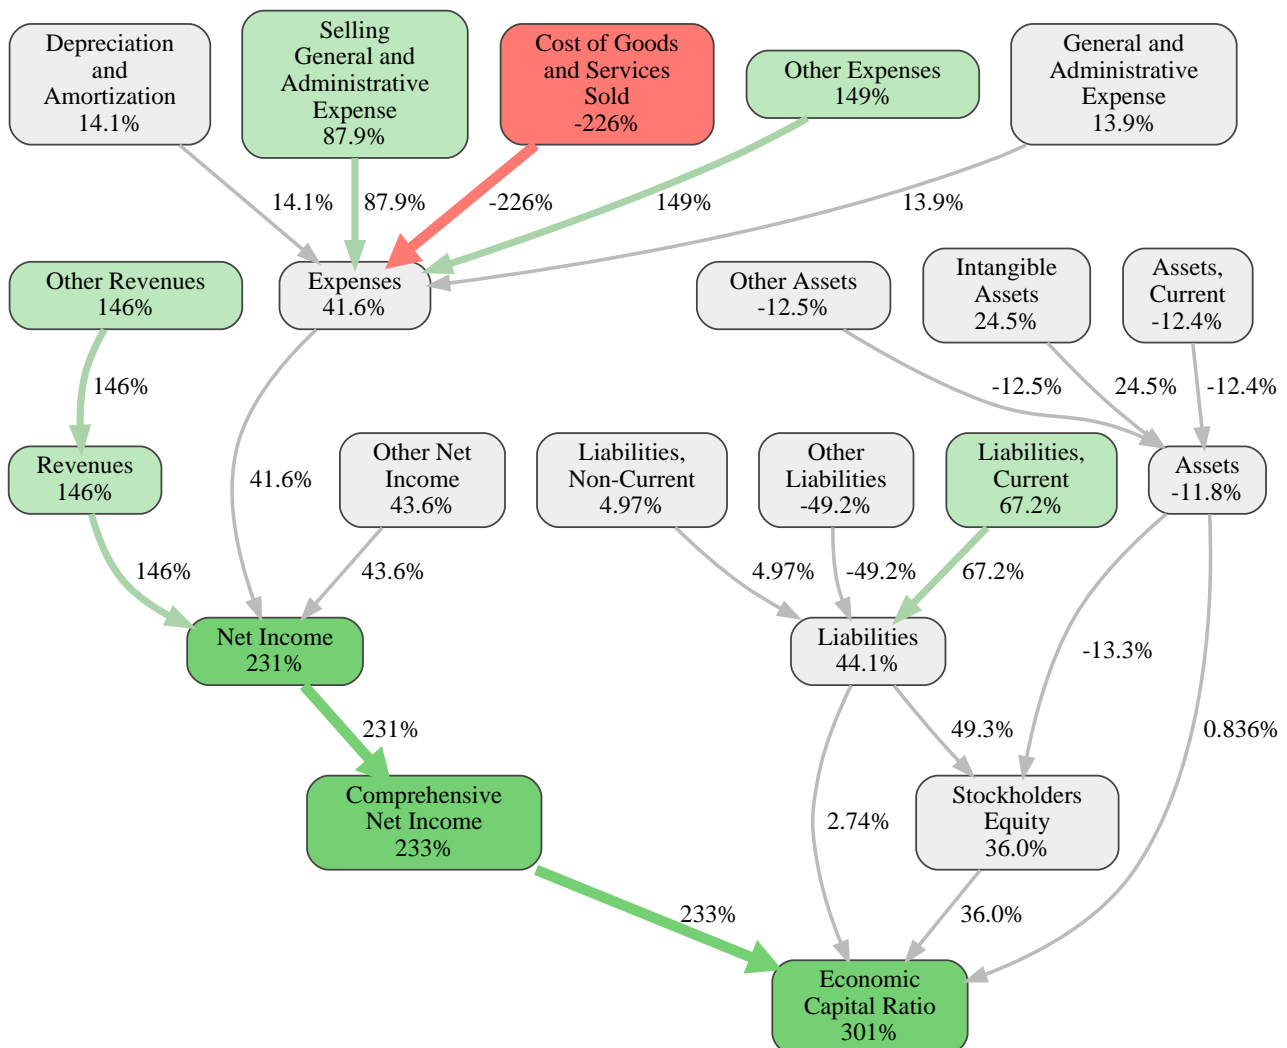 Depreciation
and
Amortization
14.1%
Selling
General and
Administrative
Expense
87.9%
Cost of Goods
and Services
Sold
-226%
Other Expenses
149%
General and
Administrative
Expense
13.9%
14.1%
87.9%
-226%
149%
13.9%
Other Revenues
146%
Expenses
41.6%
Other Assets
-12.5%
Intangible
Assets
24.5%
Assets,
Current
-12.4%
146%
-12.5%
24.5%
-12.4%
Revenues
146%
41.6%
Other Net
Income
43.6%
Liabilities,
Non-Current
4.97%
Other
Liabilities
-49.2%
Liabilities,
Current
67.2%
Assets
-11.8%
146%
43.6%
4.97%
-49.2%
67.2%
Net Income
231%
Liabilities
44.1%
-13.3%
231%
49.3%
0.836%
Comprehensive
Net Income
233%
2.74%
Stockholders
Equity
36.0%
233%
36.0%
Economic
Capital Ratio
301%